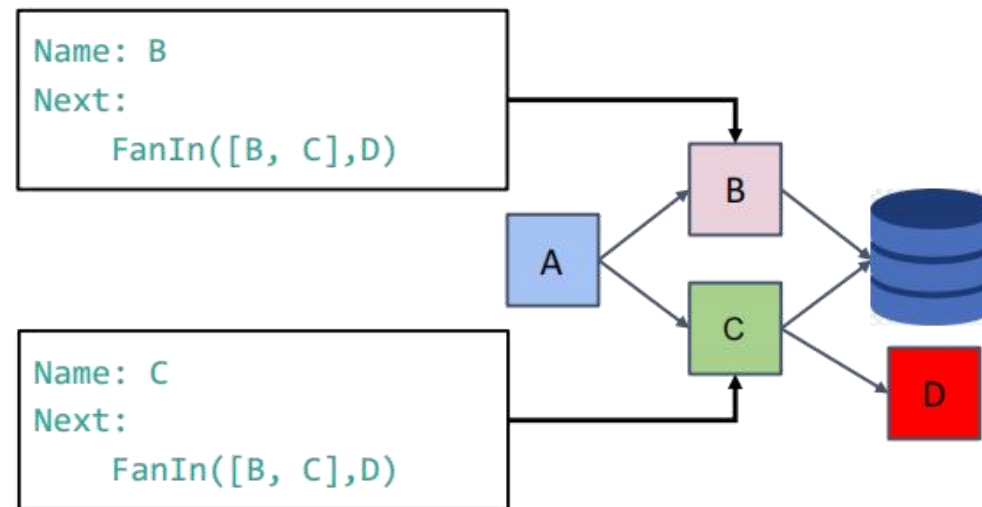 Name: B
Next:
FanIn([B, C],D)
B
A
C
D
Name: C
Next:
FanIn([B, C],D)